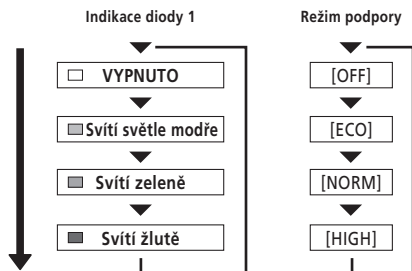 Indikace diody 1 Režim podpory
VYPNUTO [OFF]
Svítí světle modře [ECO]
Svítí zeleně [NORM]
Svítí žlutě [HIGH]